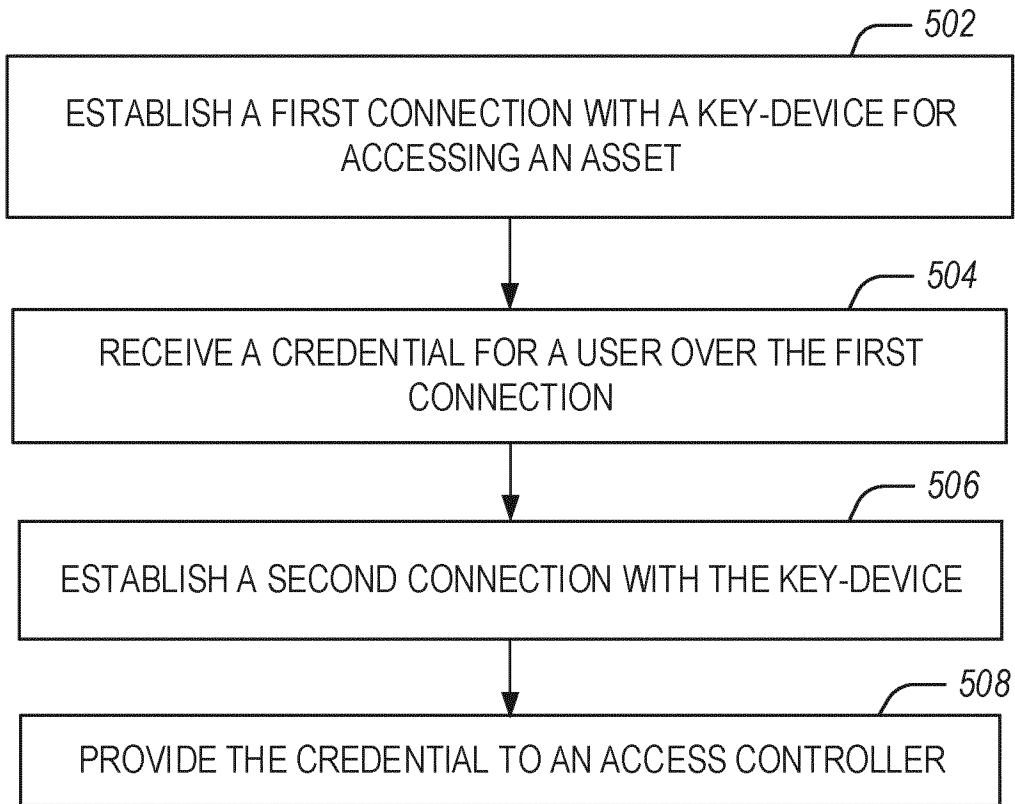 502
ESTABLISH A FIRST CONNECTION WITH A KEY-DEVICE FOR
ACCESSING AN ASSET
504
RECEIVE A CREDENTIAL FOR A USER OVER THE FIRST
CONNECTION
506
ESTABLISH A SECOND CONNECTION WITH THE KEY-DEVICE
508
PROVIDE THE CREDENTIAL TO AN ACCESS CONTROLLER